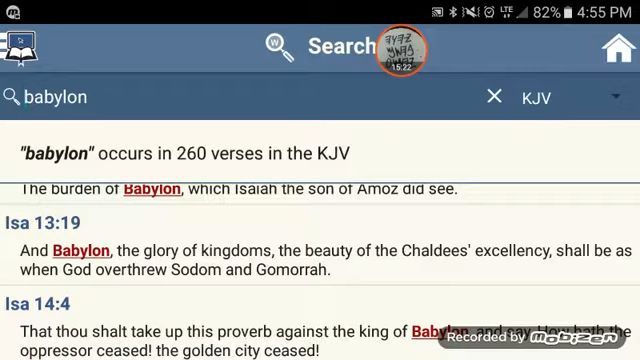 LTE 82% 4:55 PM
Search
15:22
babylon KJV
"babylon" occurs in 260 verses in the KJV
The burden of Babylon, which Isaiah the son of Amoz did see.
Isa 13:19
And Babylon, the glory of kingdoms, the beauty of the Chaldees' excellency, shall be as
when God overthrew Sodom and Gomorrah.
Isa 14:4
That thou shalt take up this proverb against the king of Babylon, and say, How hath the
oppressor ceased! the golden city ceased!
Recorded by mobizen